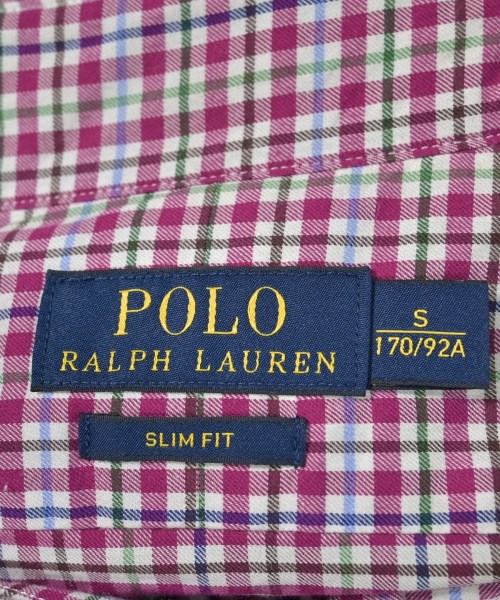 POLO
RALPH LAUREN
S
170/92A
SLIM FIT